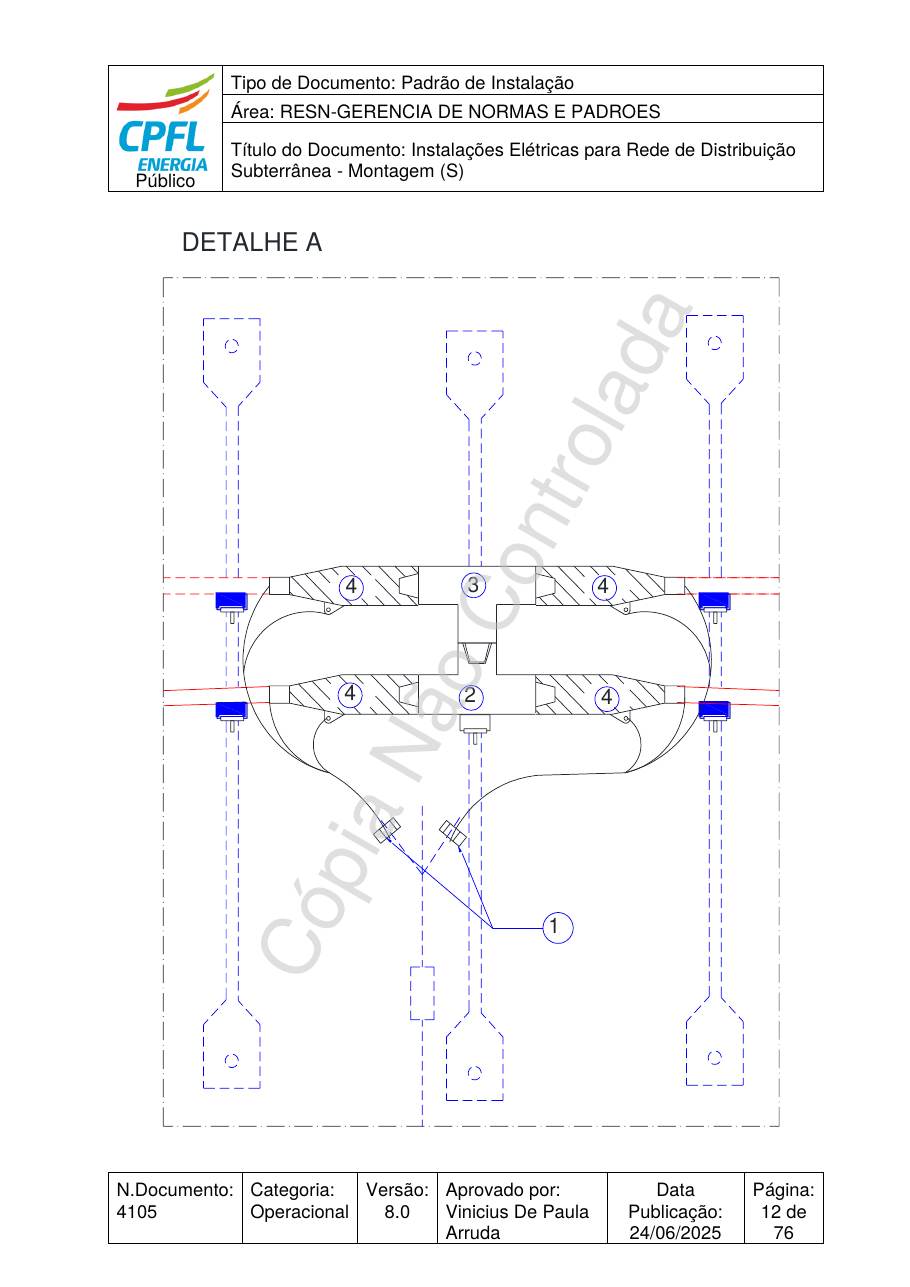 CPFL
ENERGIA
Público
Tipo de Documento: Padrão de Instalação
Área: RESN-GERENCIA DE NORMAS E PADROES
Título do Documento: Instalações Elétricas para Rede de Distribuição
Subterrânea - Montagem (S)
DETALHE A
4
3
4
4
2
4
1
Cópia Não Controlada
N.Documento:
4105
Categoria:
Operacional
Versão:
8.0
Aprovado por:
Vinicius De Paula
Arruda
Data
Publicação:
24/06/2025
Página:
12 de
76